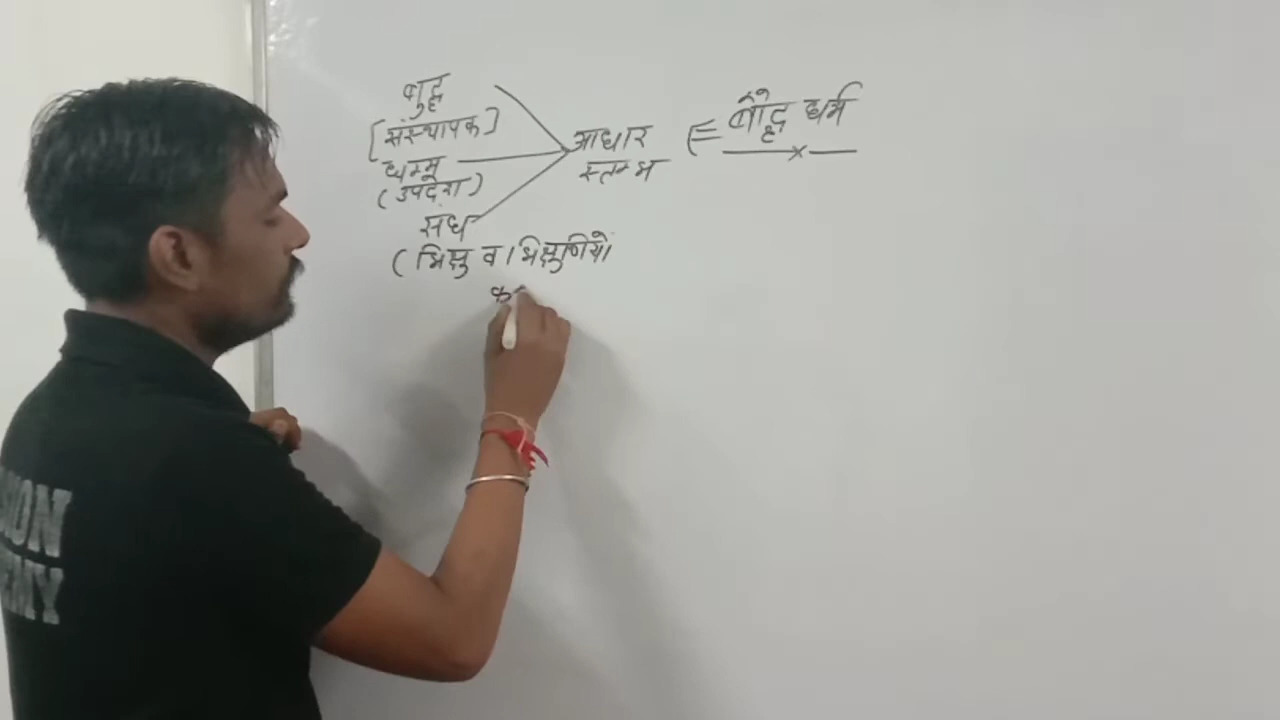 बुद्ध
[संस्थापक]
धम्म
(उपदेश)
संघ
(भिक्षु व भिक्षुणियों
क
आधार
स्तम्भ
बौद्ध धर्म